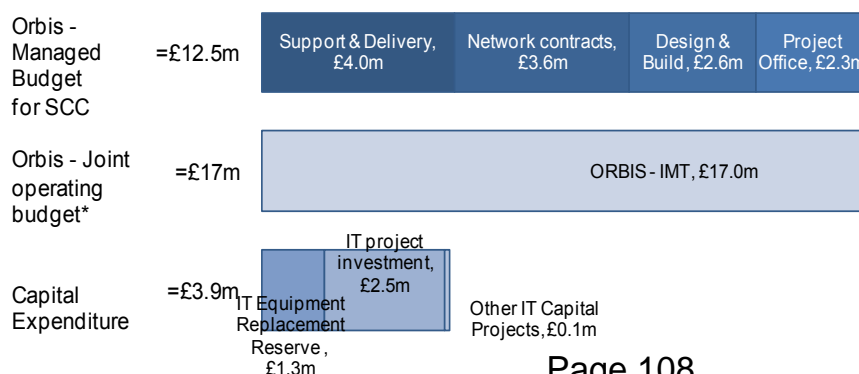 Orbis -
Managed
Budget
for SCC
=£12.5m
Support & Delivery,
£4.0m
Network contracts,
£3.6m
Design &
Build, £2.6m
Project
Office, £2.3m
Orbis - Joint
operating
budget*
=£17m
ORBIS - IMT, £17.0m
Capital
Expenditure
=£3.9m
IT Equipment
Replacement
Reserve ,
£1.3m
IT project
investment,
£2.5m
Other IT Capital
Projects, £0.1m
Page 108